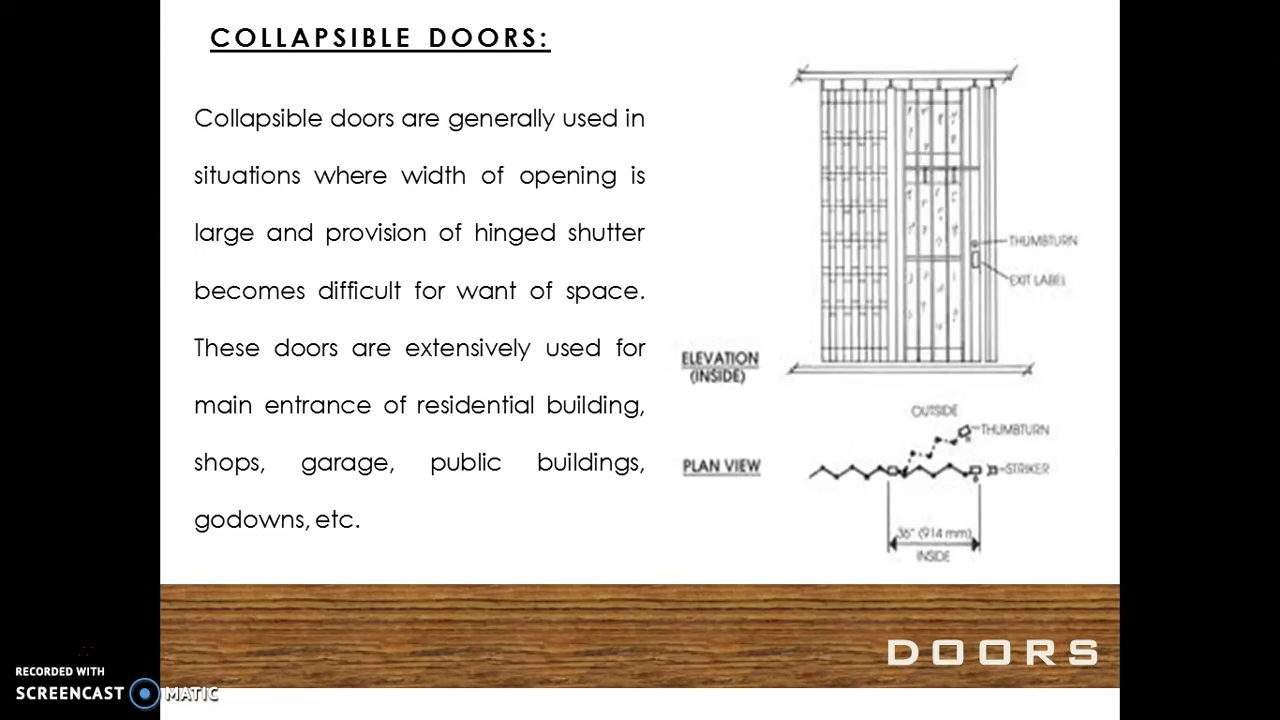 COLLAPSIBLE DOORS:
Collapsible doors are generally used in
situations where width of opening is
large and provision of hinged shutter
becomes difficult for want of space.
These doors are extensively used for
main entrance of residential building,
shops, garage, public buildings,
godowns, etc.
THUMBTURN
EXIT LABEL
ELEVATION
(INSIDE)
OUTSIDE
THUMBTURN
PLAN VIEW
STRIKER
36" (914 mm)
INSIDE
DOORS
RECORDED WITH
SCREENCAST MATIC